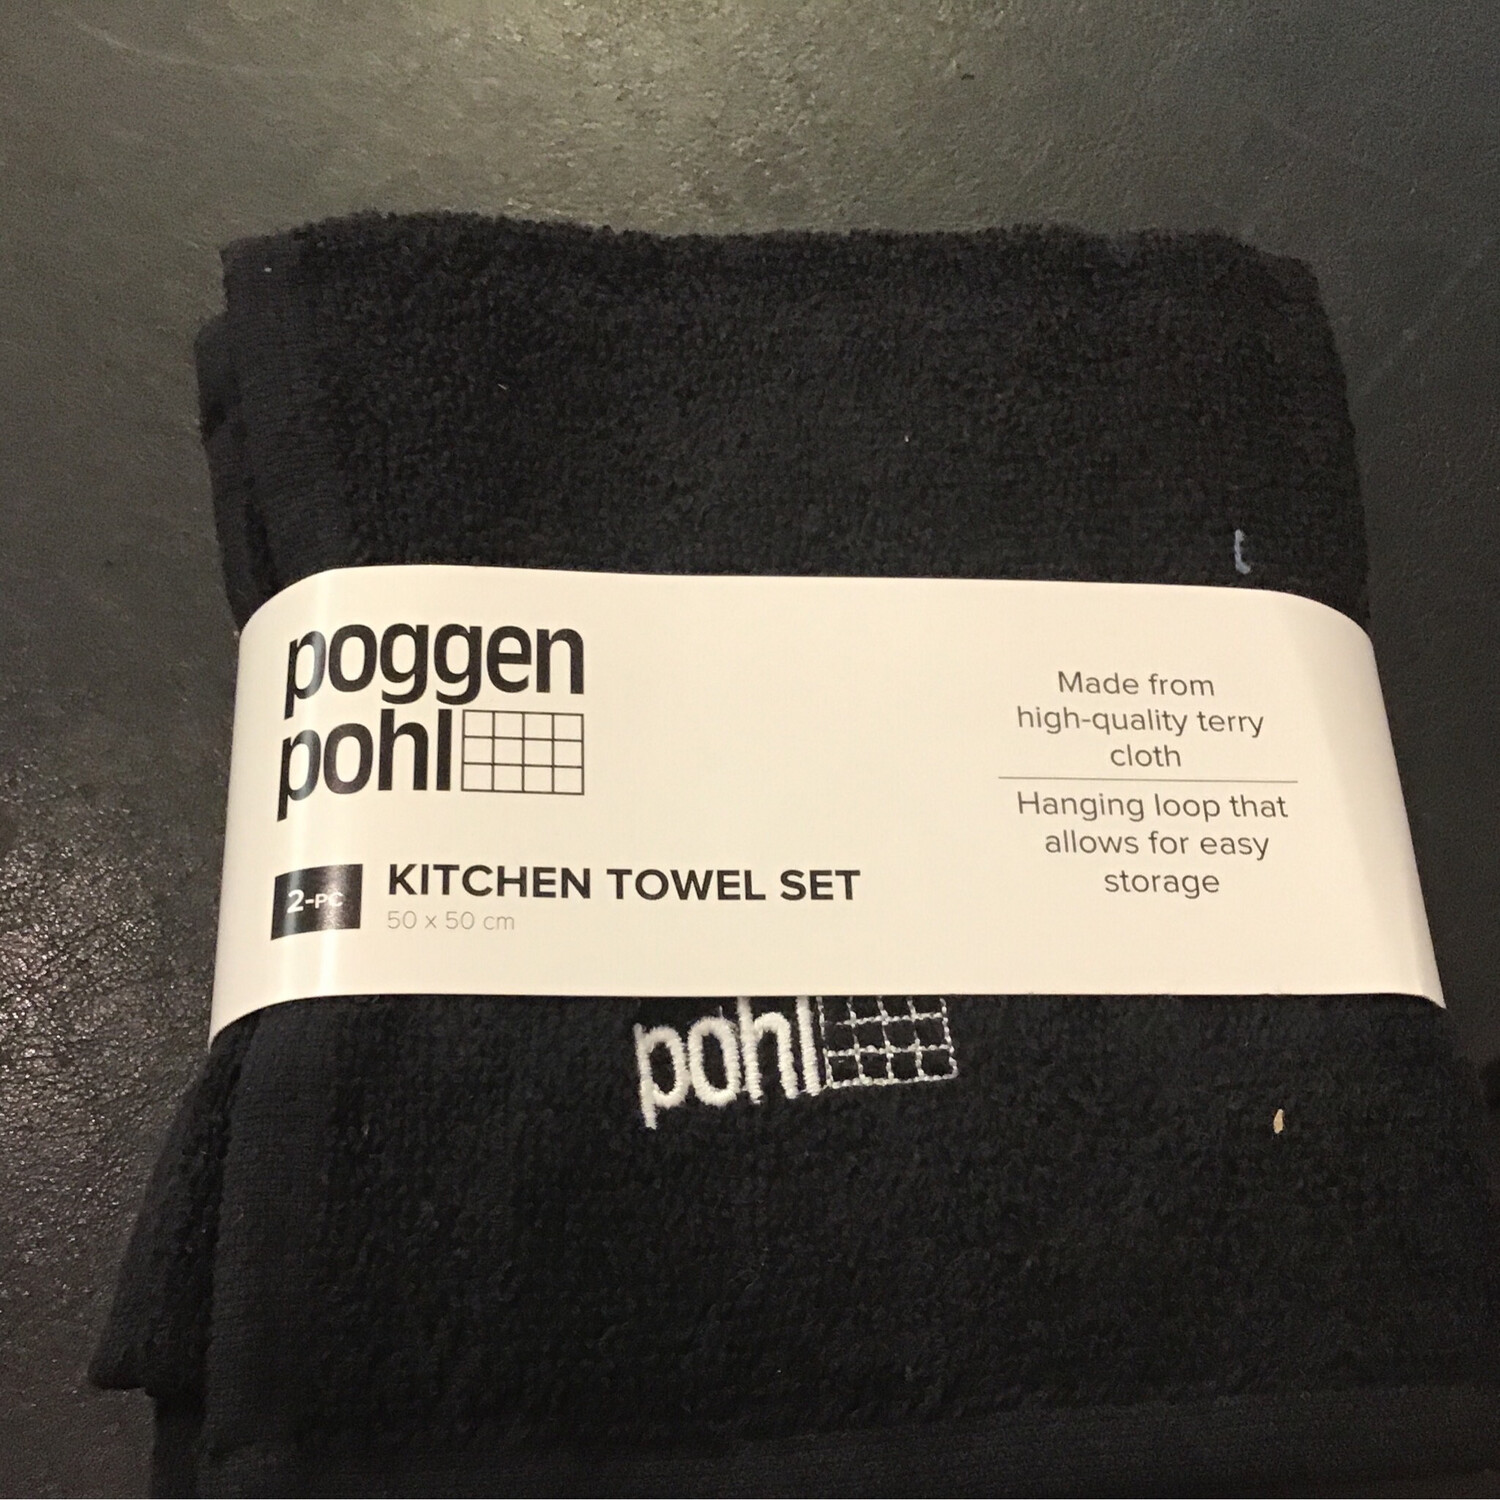 poggen
pohl
2-PC
KITCHEN TOWEL SET
50 x 50 cm
Made from
high-quality terry
cloth
Hanging loop that
allows for easy
storage
pohl